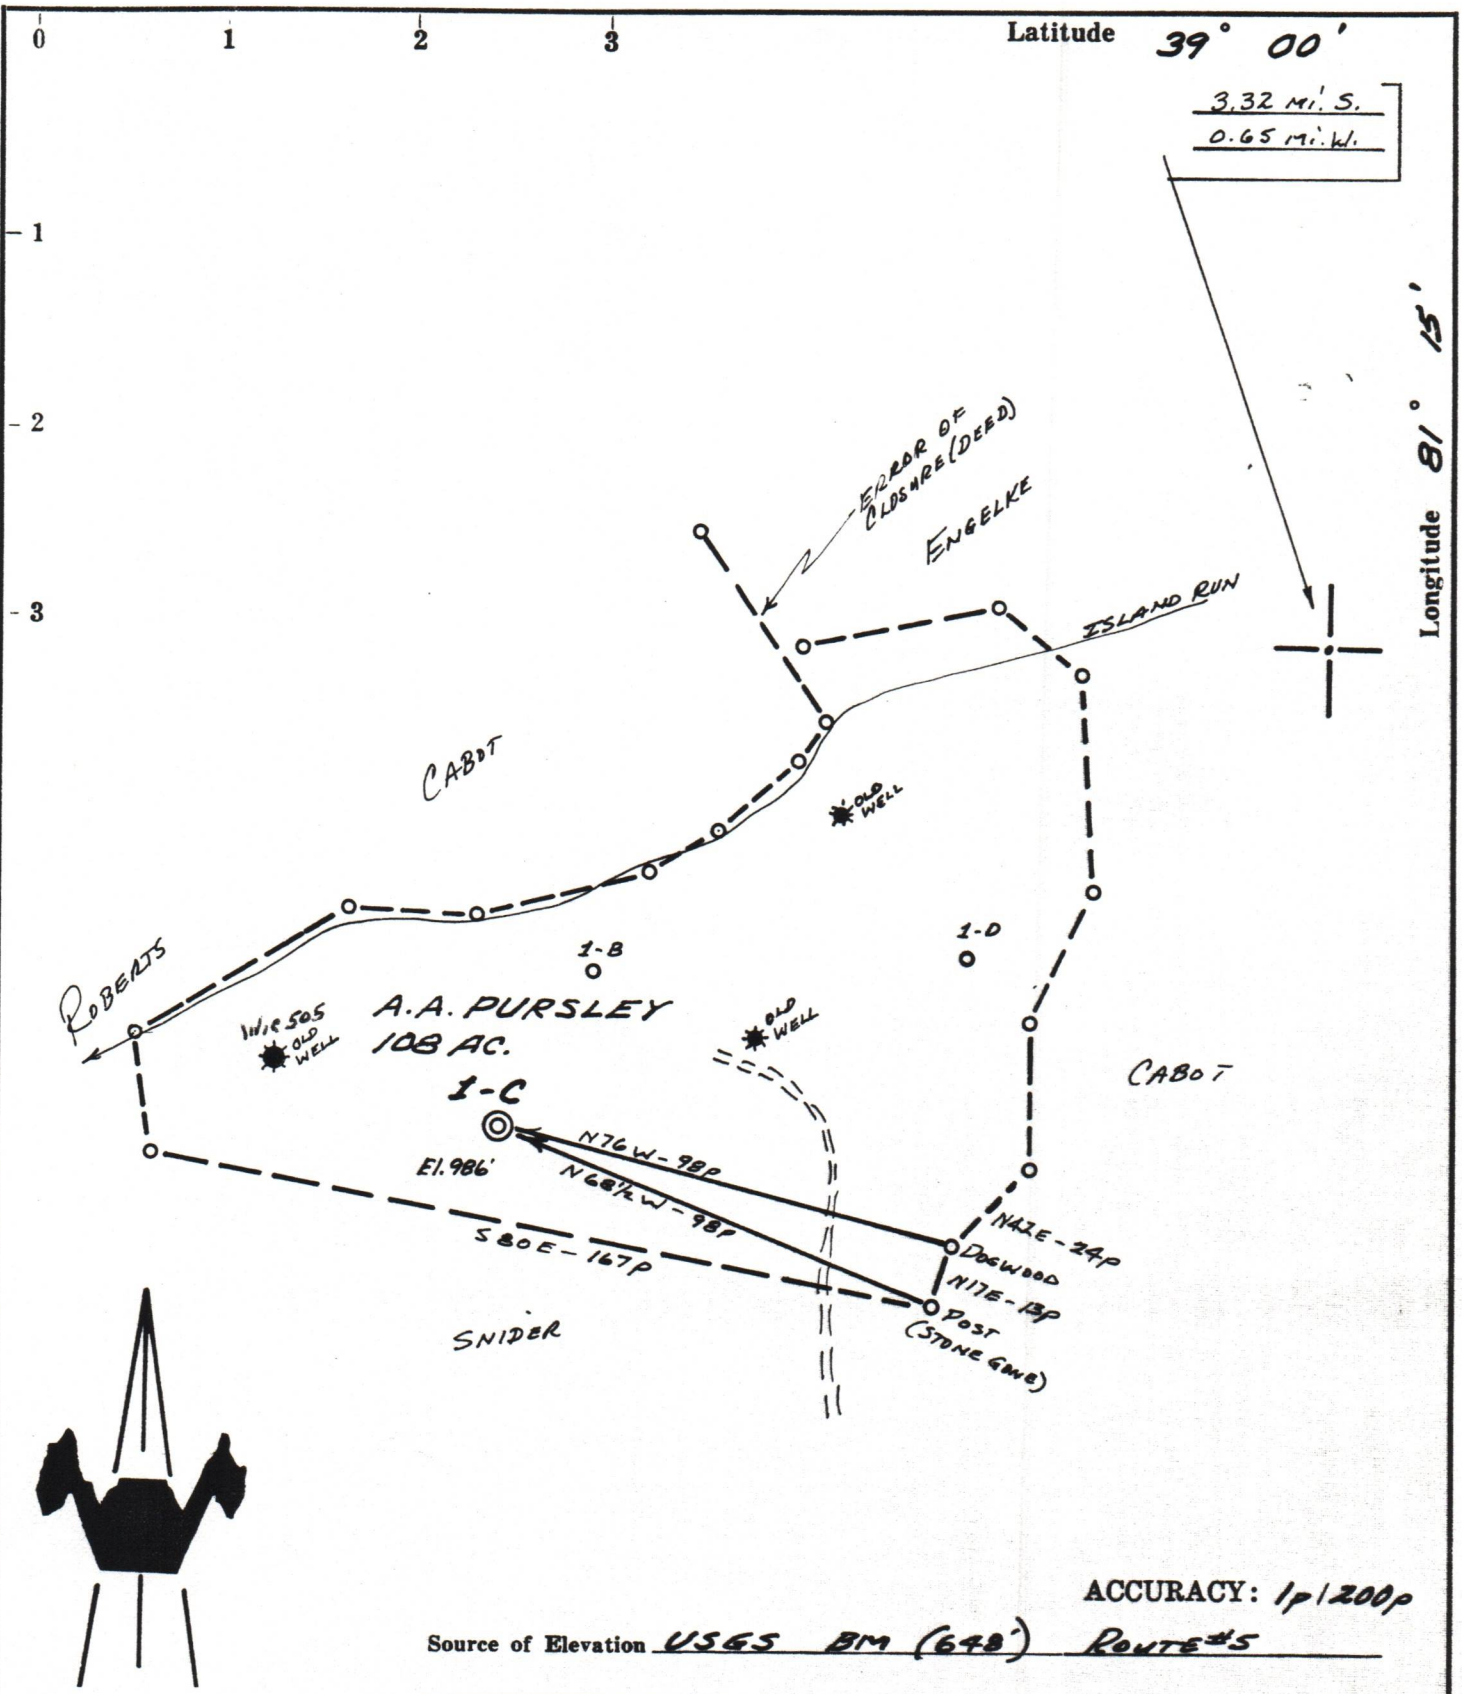 0 1 2 3 Latitude 39° 00'
3.32 Mi. S.
0.65 Mi. W.
- 1
- 2
- 3
Longitude 81° 15'
ERROR OF
CLOSURE (DEED)
ENGELKE
ISLAND RUN
CABOT
OLD
WELL
1-D
1-B
ROBERTS
A.A. PURSLEY
108 AC.
505
OLD
WELL
OLD
WELL
CABOT
1-C
El. 986'
N76W-98P
N68½W-98P
S80E-167P
N42E-24P
DOGWOOD
N17E-13P
POST
(STONE GONE)
SNIDER
ACCURACY: 1p/200p
Source of Elevation USGS BM (648') ROUTE #5